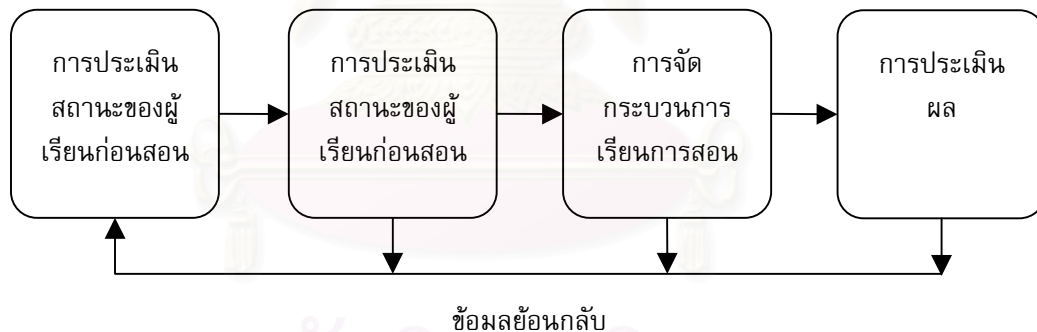 การประเมิน
สถานะของผู้
เรียนก่อนสอน
การประเมิน
สถานะของผู้
เรียนก่อนสอน
การจัด
กระบวนการ
เรียนการสอน
การประเมิน
ผล
ข้อมลย้อนกลับ